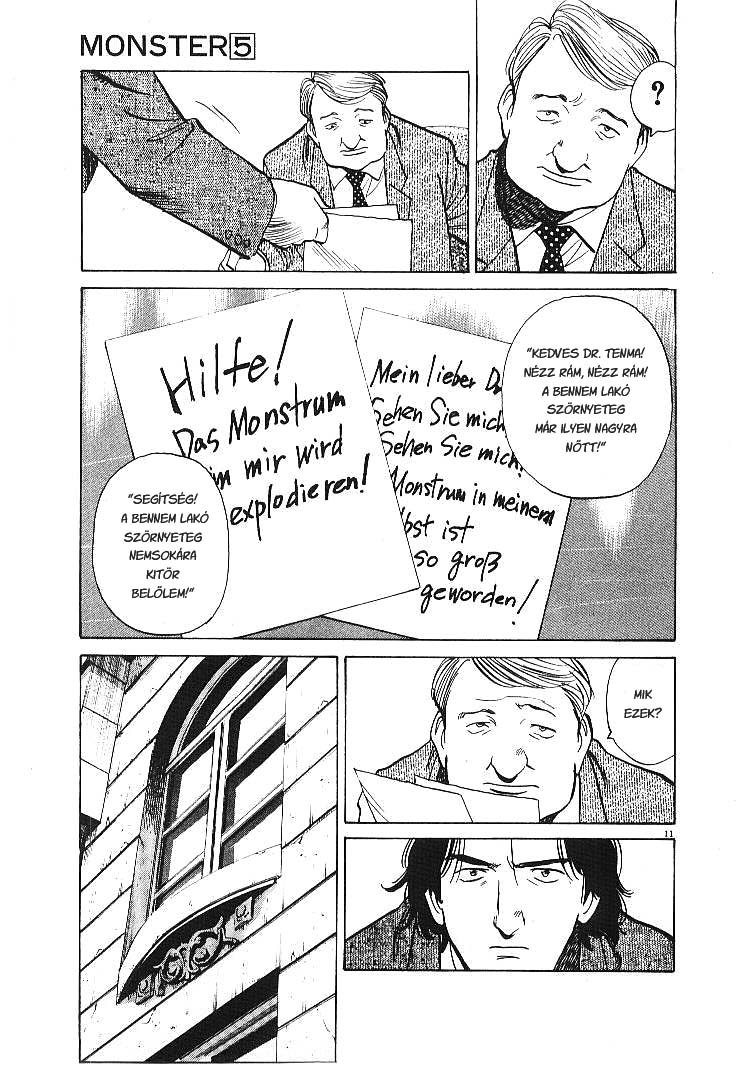 MONSTER 5
?
Hilfe!
Das Monstrum
in mir wird
explodieren!
"SEGÍTSÉG!
A BENNEM LAKÓ
SZÖRNYETEG
NEMSOKÁRA
KITÖR
BELŐLEM!"
Mein lieber Dr
Sehen Sie mich
Sehen Sie mich!
Monstrum in meinem
lbst ist
so groß
geworden!
"KEDVES DR. TENMA!
NÉZZ RÁM, NÉZZ RÁM!
A BENNEM LAKÓ
SZÖRNYETEG
MÁR ILYEN NAGYRA
NŐTT!"
MIK
EZEK?
11